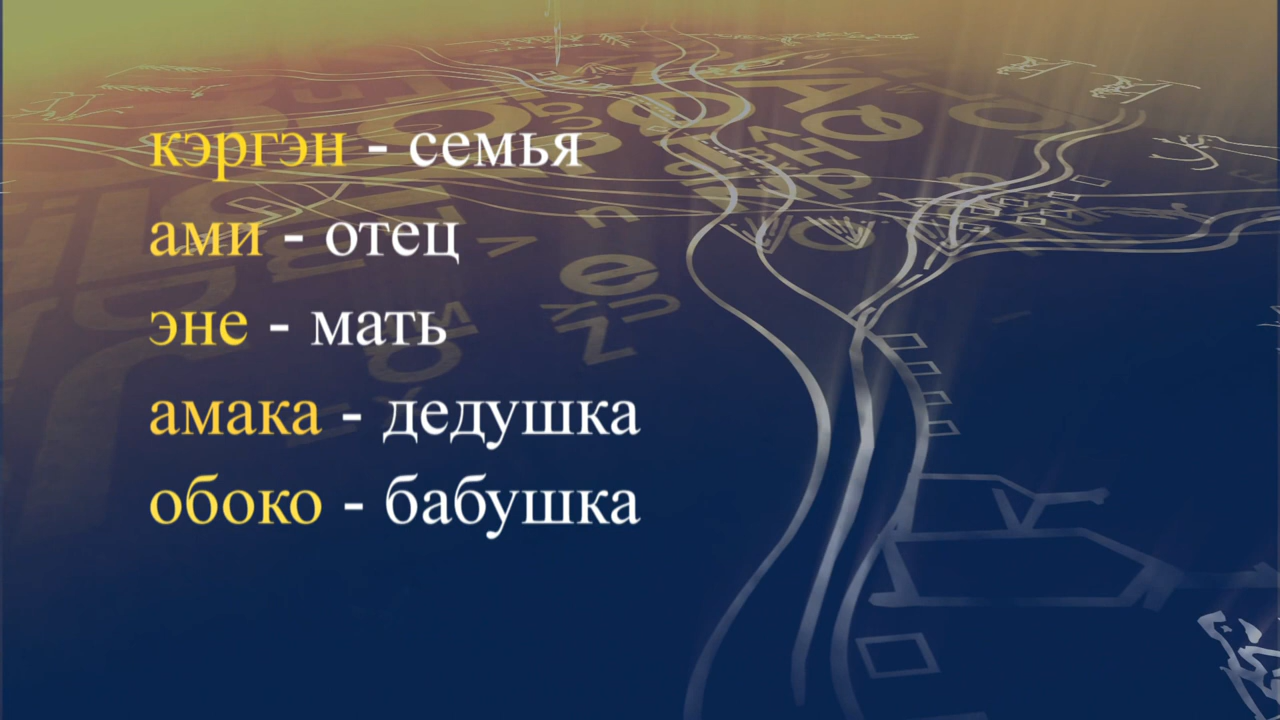 кэргэн - семья
ами - отец
эне - мать
амака - дедушка
обоко - бабушка